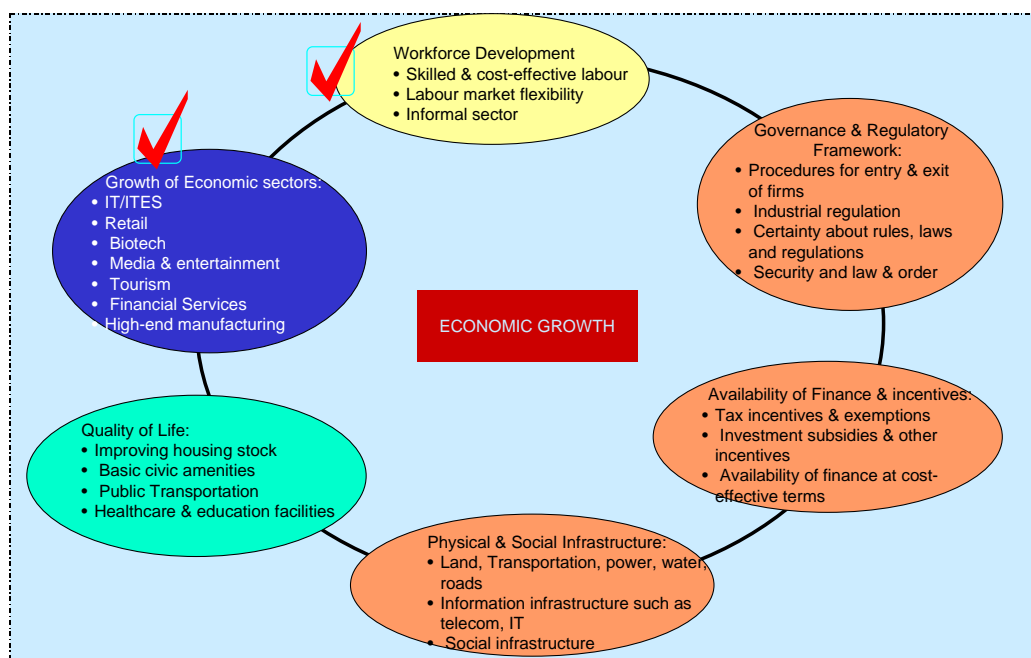 Workforce Development
• Skilled & cost-effective labour
• Labour market flexibility
• Informal sector
Governance & Regulatory
Framework:
• Procedures for entry & exit
of firms
• Industrial regulation
• Certainty about rules, laws
and regulations
• Security and law & order
Growth of Economic sectors:
• IT/ITES
• Retail
• Biotech
• Media & entertainment
• Tourism
• Financial Services
• High-end manufacturing
ECONOMIC GROWTH
Availability of Finance & incentives:
• Tax incentives & exemptions
• Investment subsidies & other
incentives
• Availability of finance at cost-
effective terms
Quality of Life:
• Improving housing stock
• Basic civic amenities
• Public Transportation
• Healthcare & education facilities
Physical & Social Infrastructure:
• Land, Transportation, power, water,
roads
• Information infrastructure such as
telecom, IT
• Social infrastructure